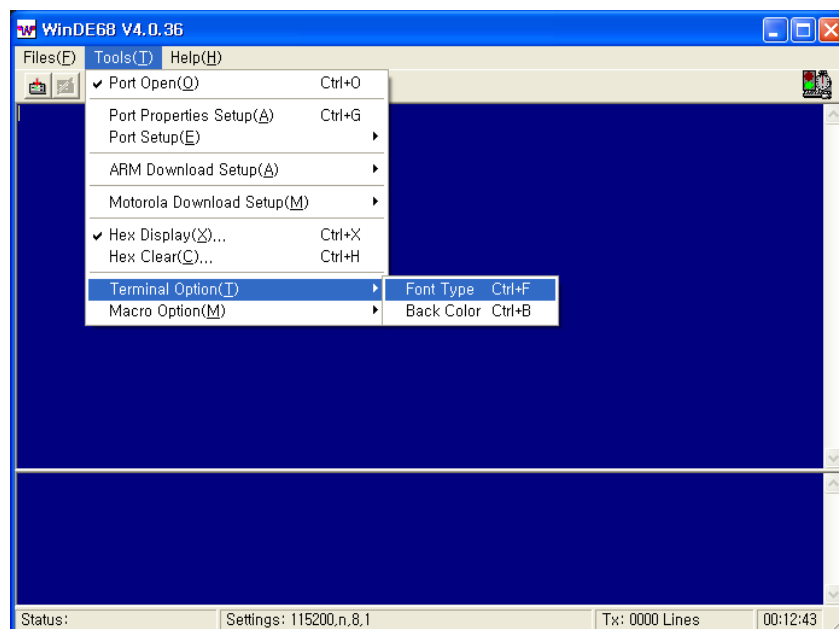 WinDE68 V4.0.36
Files(F) Tools(T) Help(H)
Port Open(O) Ctrl+O
Port Properties Setup(A) Ctrl+G
Port Setup(E)
ARM Download Setup(A)
Motorola Download Setup(M)
Hex Display(X)... Ctrl+X
Hex Clear(C)... Ctrl+H
Terminal Option(T) Font Type Ctrl+F
Macro Option(M) Back Color Ctrl+B
Status: Settings: 115200,n,8,1 Tx: 0000 Lines 00:12:43